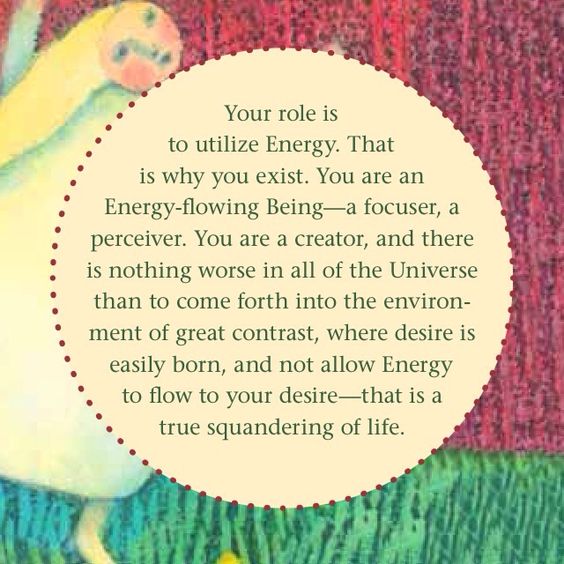 Your role is
to utilize Energy. That
is why you exist. You are an
Energy-flowing Being—a focuser, a
perceiver. You are a creator, and there
is nothing worse in all of the Universe
than to come forth into the environ-
ment of great contrast, where desire is
easily born, and not allow Energy
to flow to your desire—that is a
true squandering of life.